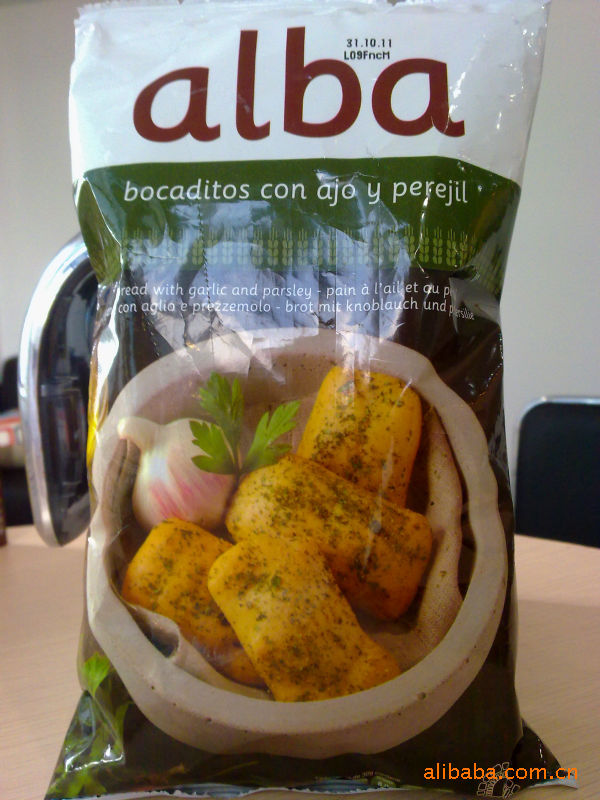 31.10.11
L09FncM
alba
bocaditos con ajo y perejil
read with garlic and parsley - pain à l'ail et au p
con aglio e prezzemolo - brot mit knoblauch und petersilie
alibaba.com.cn